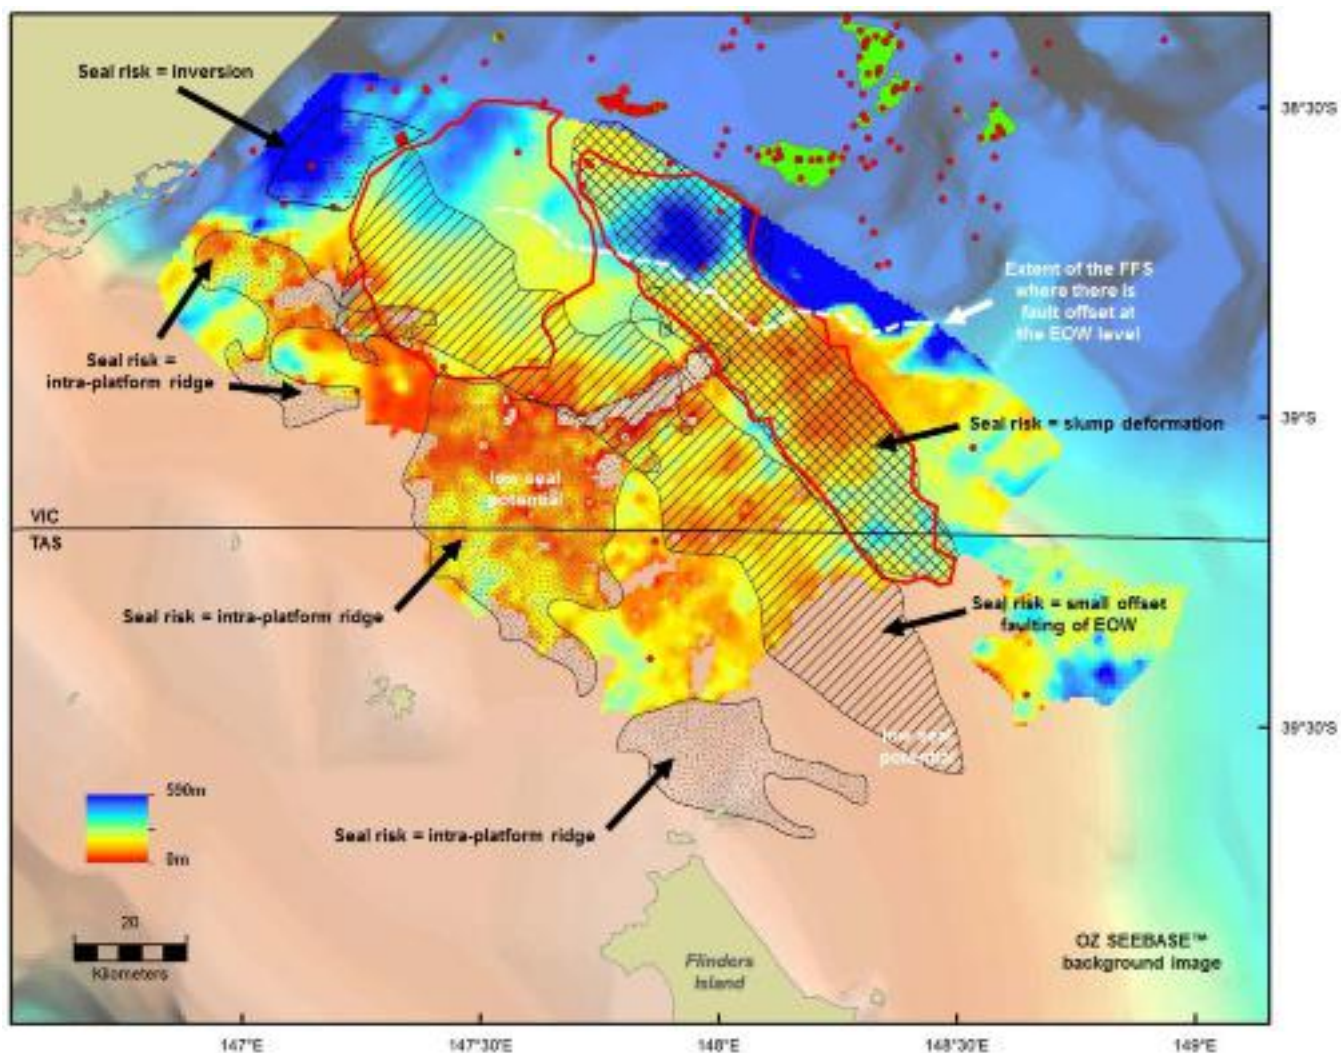 Seal risk = Inversion
38°30'S
Extent of the FFS
where there is
fault offset at
the EOW level
Seal risk =
intra-platform ridge
39°S
Seal risk = slump deformation
low seal
potential
VIC
TAS
Seal risk = intra-platform ridge
Seal risk = small offset
faulting of EOW
39°30'S
low seal
potential
590m
0m
Seal risk = intra-platform ridge
20
Kilometers
OZ SEEBASE™
background image
Flinders
Island
147°E
147°30'E
148°E
148°30'E
149°E